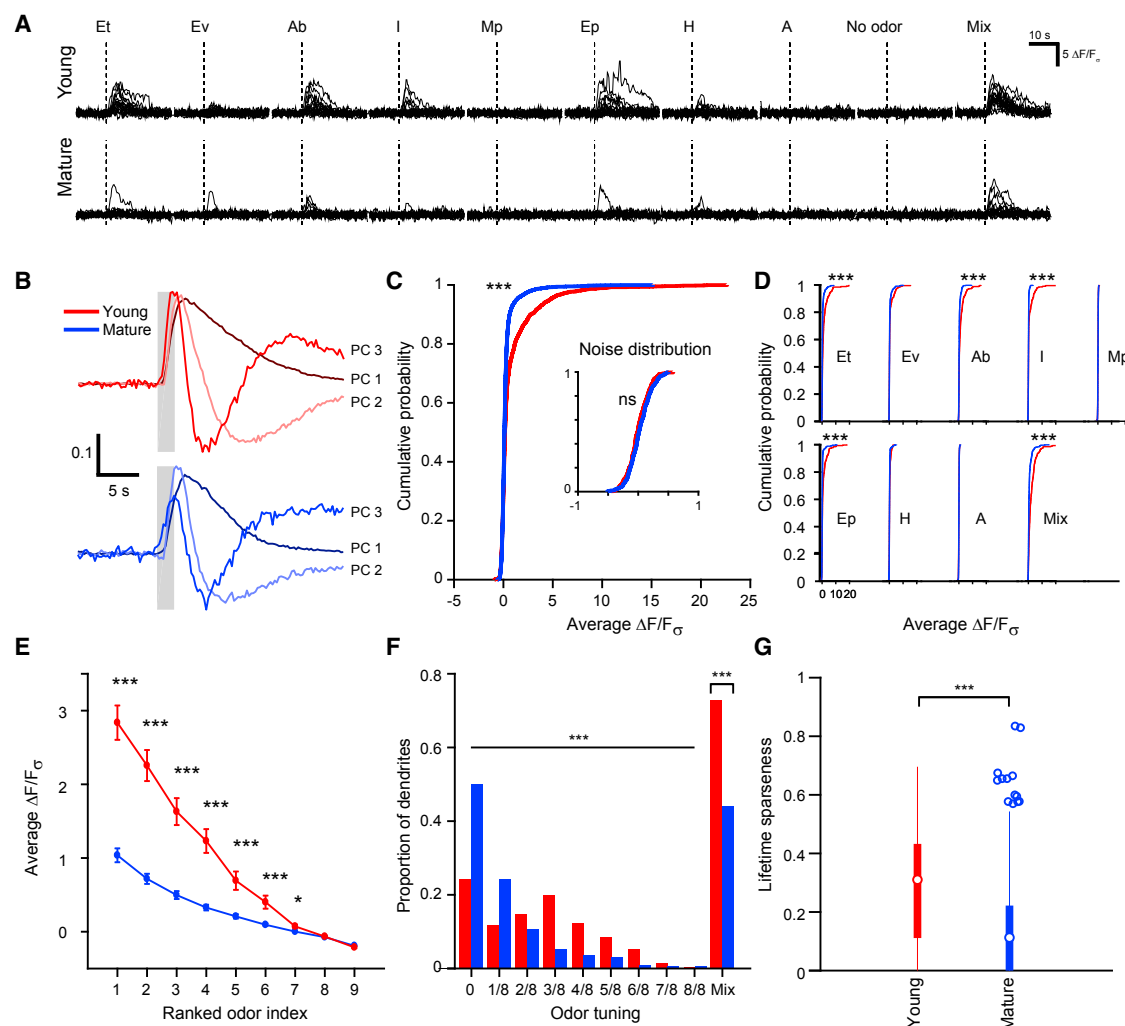 A
Et Ev Ab I Mp Ep H A No odor Mix
10 s
5 ΔF/Fσ
Young
Mature
B
Young
Mature
PC 3
PC 1
PC 2
0.1
5 s
PC 3
PC 1
PC 2
C
***
Cumulative probability
1
0.8
0.6
0.4
0.2
0
-5 0 5 10 15 20 25
Average ΔF/Fσ
Noise distribution
ns
1
0
-1 1
D
Cumulative probability
*** *** ***
1
0.8
0.6
0.4
0.2
0
Et Ev Ab I Mp
*** ***
1
0.8
0.6
0.4
0.2
0
Ep H A Mix
0 1020
Average ΔF/Fσ
E
Average ΔF/Fσ
3
2
1
0
*** *** *** *** *** *** *
1 2 3 4 5 6 7 8 9
Ranked odor index
F
Proportion of dendrites
0.8
0.6
0.4
0.2
0
***
***
0 1/8 2/8 3/8 4/8 5/8 6/8 7/8 8/8 Mix
Odor tuning
G
Lifetime sparseness
1
0.8
0.6
0.4
0.2
0
***
Young
Mature